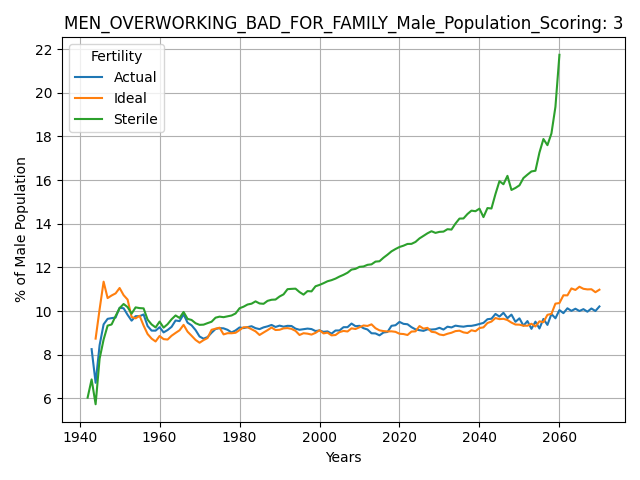 MEN_OVERWORKING_BAD_FOR_FAMILY_Male_Population_Scoring: 3
% of Male Population
22
20
18
16
14
12
10
8
6
Fertility
Actual
Ideal
Sterile
1940 1960 1980 2000 2020 2040 2060
Years